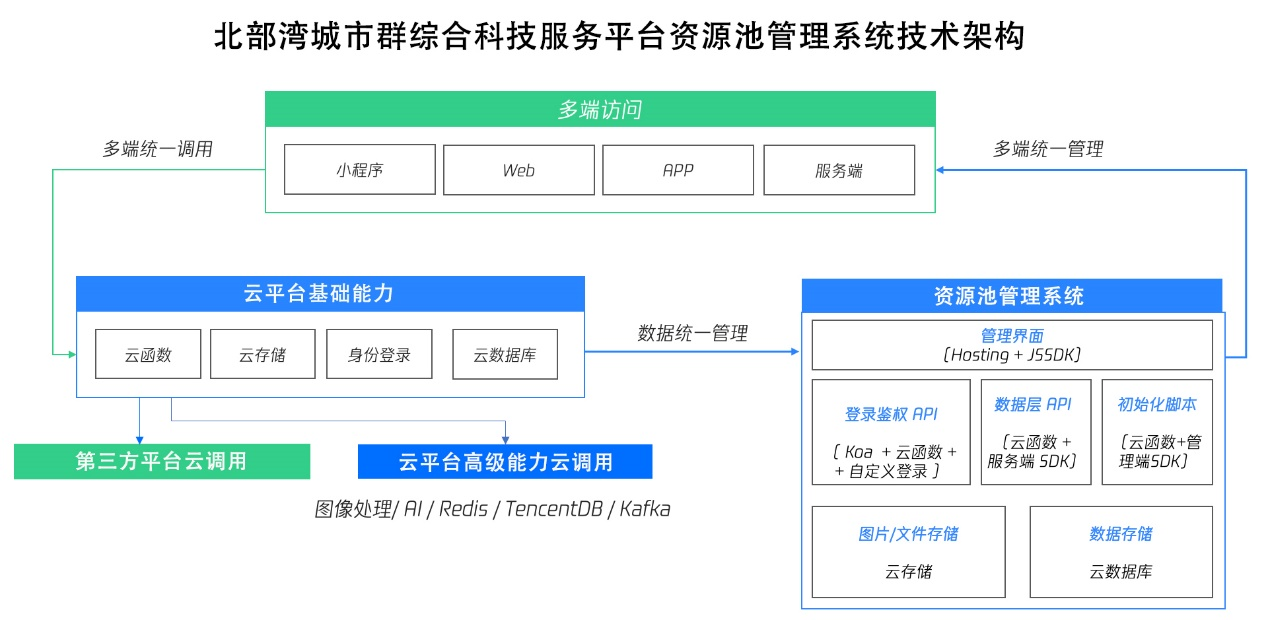 北部湾城市群综合科技服务平台资源池管理系统技术架构
多端访问
多端统一调用
多端统一管理
小程序
Web
APP
服务端
云平台基础能力
资源池管理系统
云函数
云存储
身份登录
云数据库
数据统一管理
管理界面
(Hosting + JSSDK)
登录鉴权 API
( Koa + 云函数 +
+ 自定义登录 )
数据层 API
(云函数 +
服务端 SDK)
初始化脚本
(云函数+管
理端SDK)
第三方平台云调用
云平台高级能力云调用
图像处理/ AI / Redis / TencentDB / Kafka
图片/文件存储
云存储
数据存储
云数据库